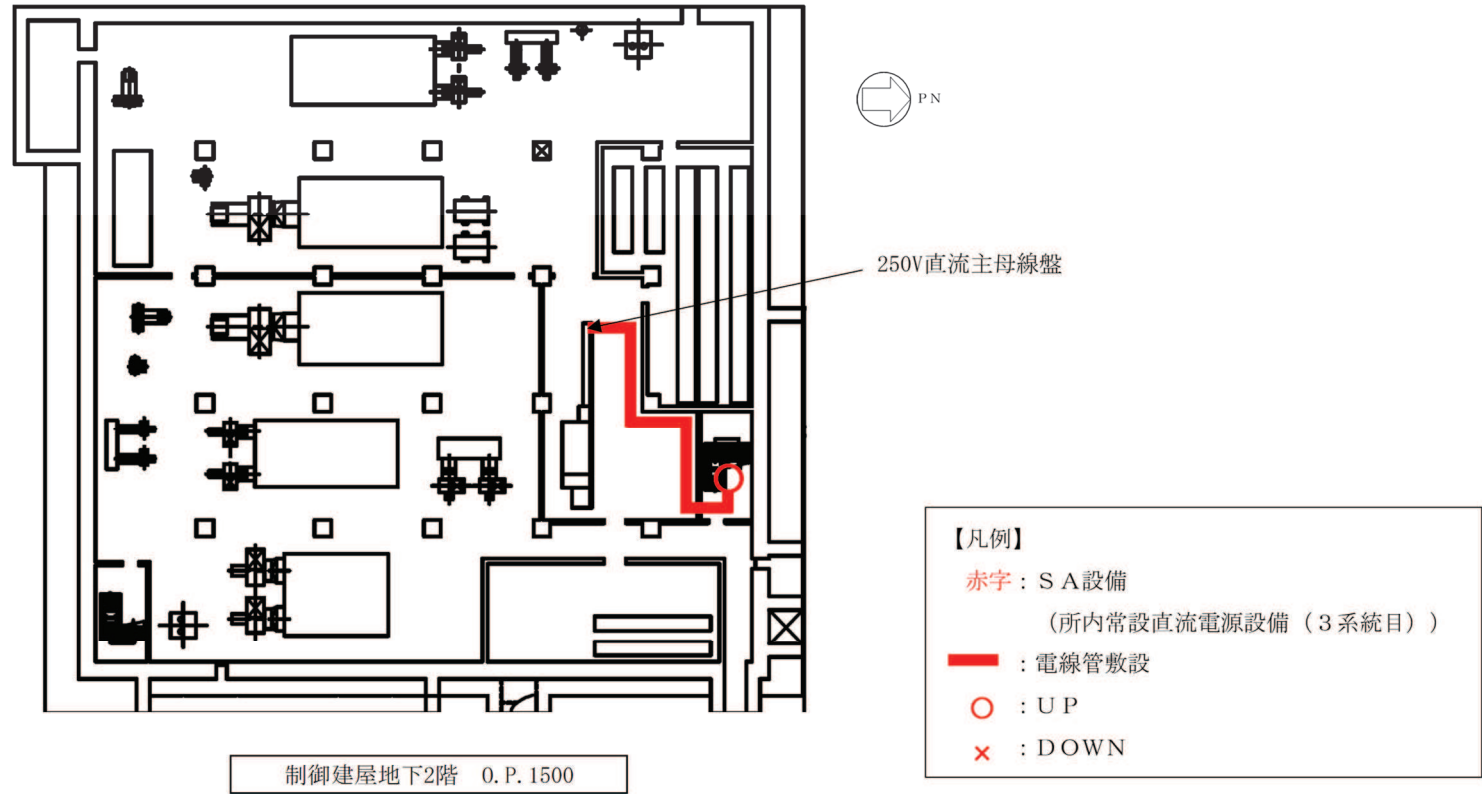 ＰＮ
250V直流主母線盤
【凡例】
赤字：ＳＡ設備
（所内常設直流電源設備（３系統目））
：電線管敷設
：ＵＰ
：ＤＯＷＮ
制御建屋地下2階 O.P.1500